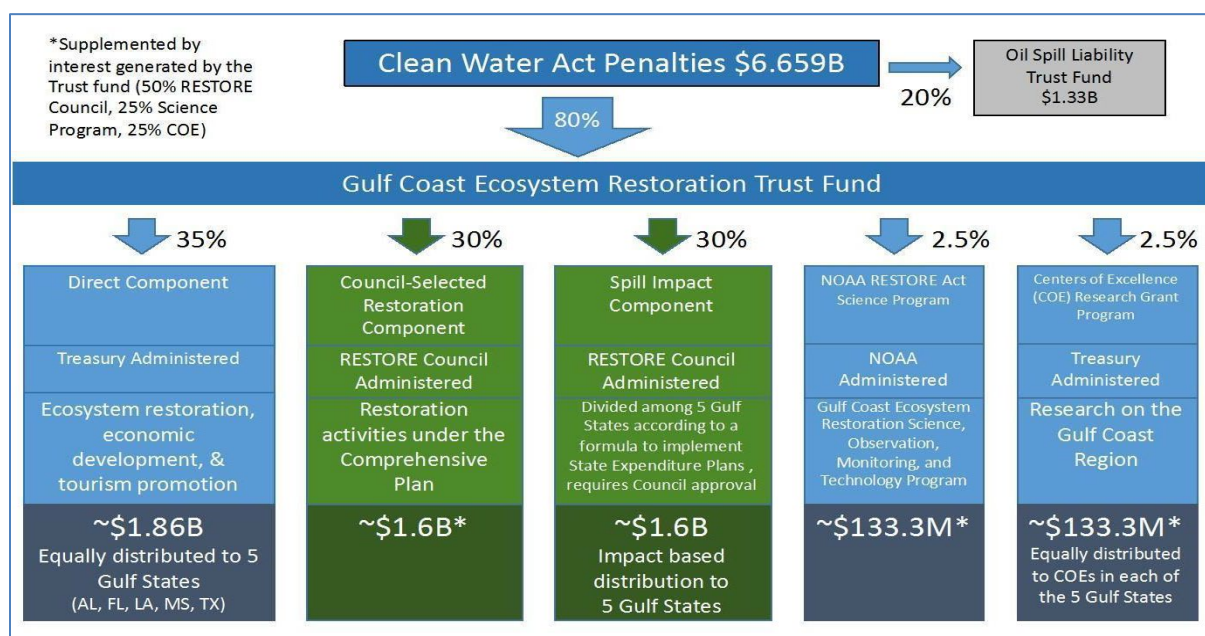 *Supplemented by
interest generated by the
Trust fund (50% RESTORE
Council, 25% Science
Program, 25% COE)
Clean Water Act Penalties $6.659B
20%
Oil Spill Liability
Trust Fund
$1.33B
80%
Gulf Coast Ecosystem Restoration Trust Fund
35%
30%
30%
2.5%
2.5%
Direct Component
Treasury Administered
Ecosystem restoration,
economic
development, &
tourism promotion
~$1.86B
Equally distributed to 5
Gulf States
(AL, FL, LA, MS, TX)
Council-Selected
Restoration
Component
RESTORE Council
Administered
Restoration
activities under the
Comprehensive
Plan
~$1.6B*
Spill Impact
Component
RESTORE Council
Administered
Divided among 5 Gulf
States according to a
formula to implement
State Expenditure Plans ,
requires Council approval
~$1.6B
Impact based
distribution to
5 Gulf States
NOAA RESTORE Act
Science Program
NOAA
Administered
Gulf Coast Ecosystem
Restoration Science,
Observation,
Monitoring, and
Technology Program
~$133.3M*
Centers of Excellence
(COE) Research Grant
Program
Treasury
Administered
Research on the
Gulf Coast
Region
~$133.3M*
Equally distributed
to COEs in each of
the 5 Gulf States